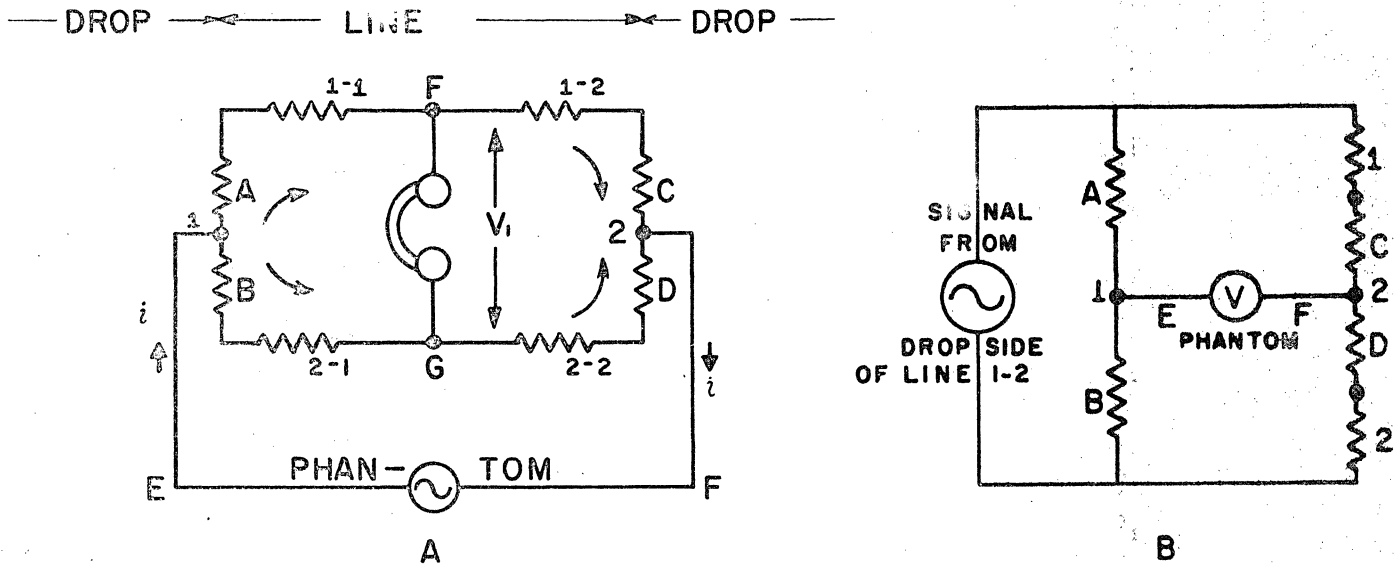 DROP LINE DROP
1-1 F 1-2
A C
1 V1 2
B D
i
2-1 G 2-2
i
PHAN- TOM
E F
A
1
A
SIGNAL
FROM
C
1 E V F 2
PHANTOM
D
DROP SIDE
OF LINE 1-2
B
2
B